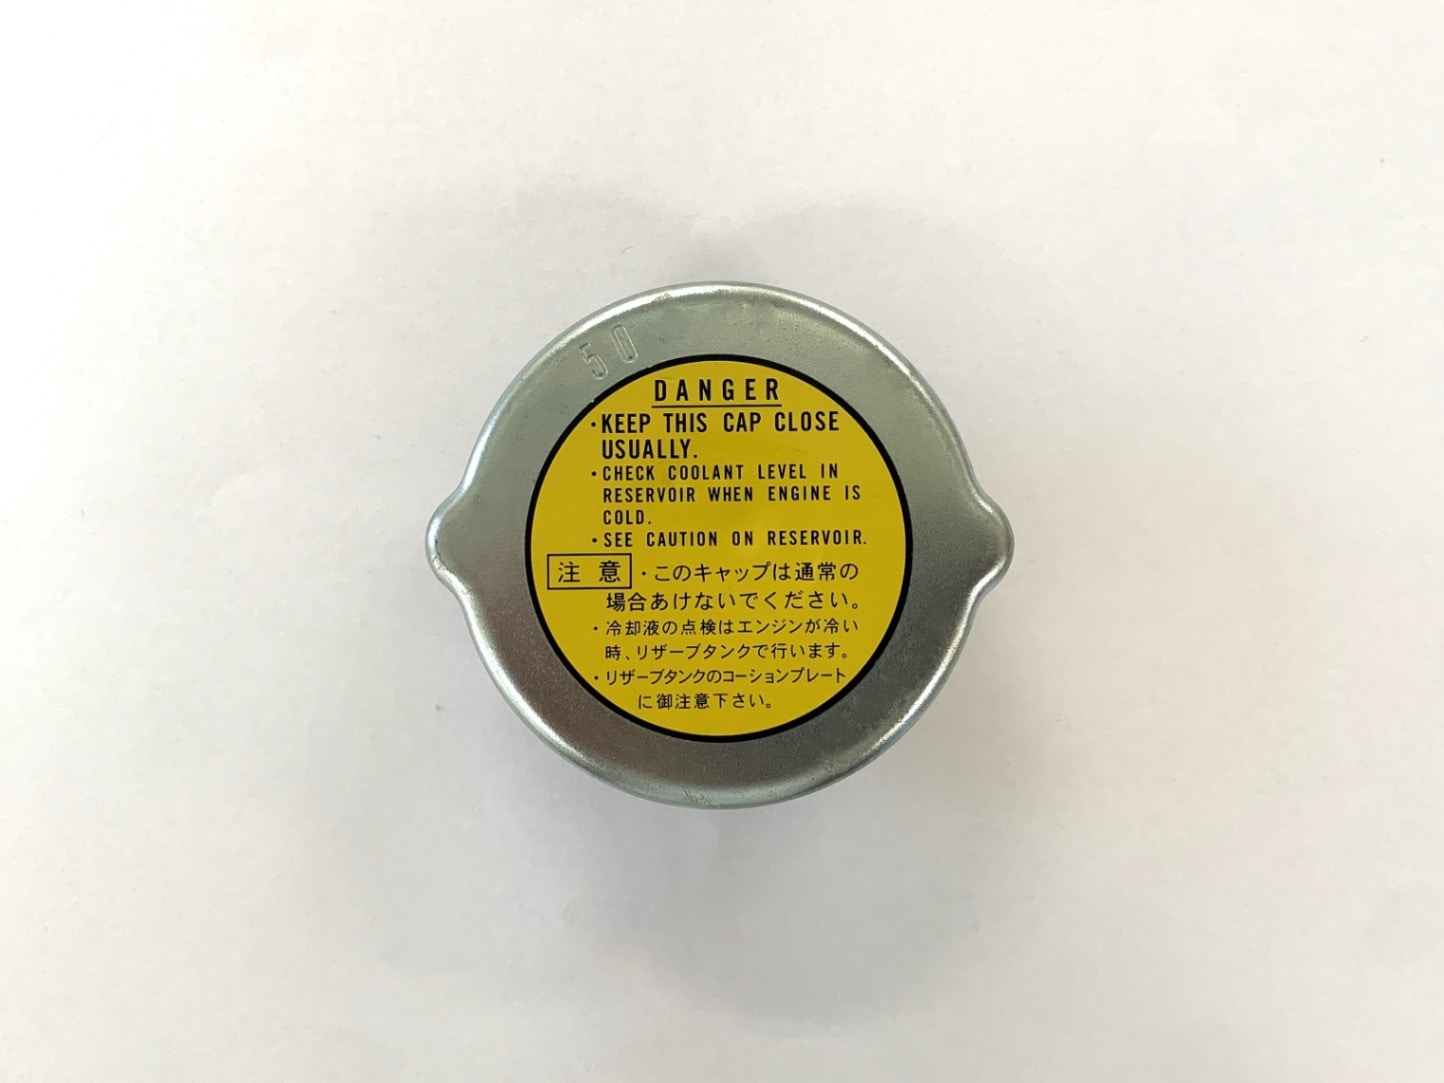 50
DANGER
・KEEP THIS CAP CLOSE
USUALLY.
・CHECK COOLANT LEVEL IN
RESERVOIR WHEN ENGINE IS
COLD.
・SEE CAUTION ON RESERVOIR.
注意 ・このキャップは通常の
場合あけないでください。
・冷却液の点検はエンジンが冷い
時、リザーブタンクで行います。
・リザーブタンクのコーションプレート
に御注意下さい。